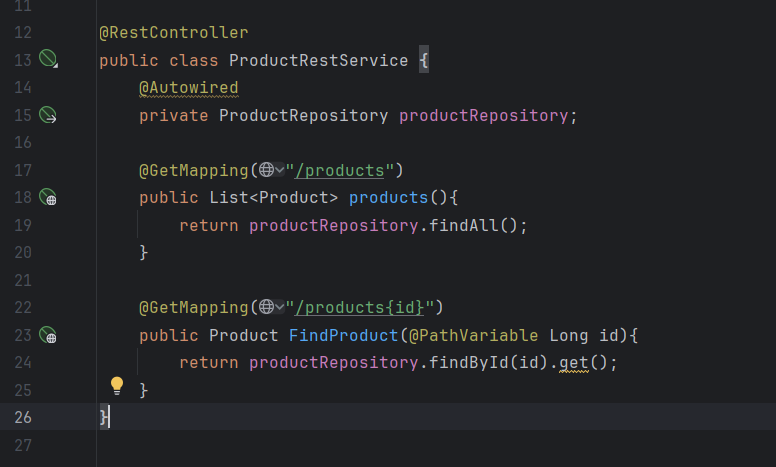 11
12 @RestController
13 public class ProductRestService {
14 @Autowired
15 private ProductRepository productRepository;
16
17 @GetMapping("/products")
18 public List<Product> products(){
19 return productRepository.findAll();
20 }
21
22 @GetMapping("/products{id}")
23 public Product FindProduct(@PathVariable Long id){
24 return productRepository.findById(id).get();
25 }
26 }
27